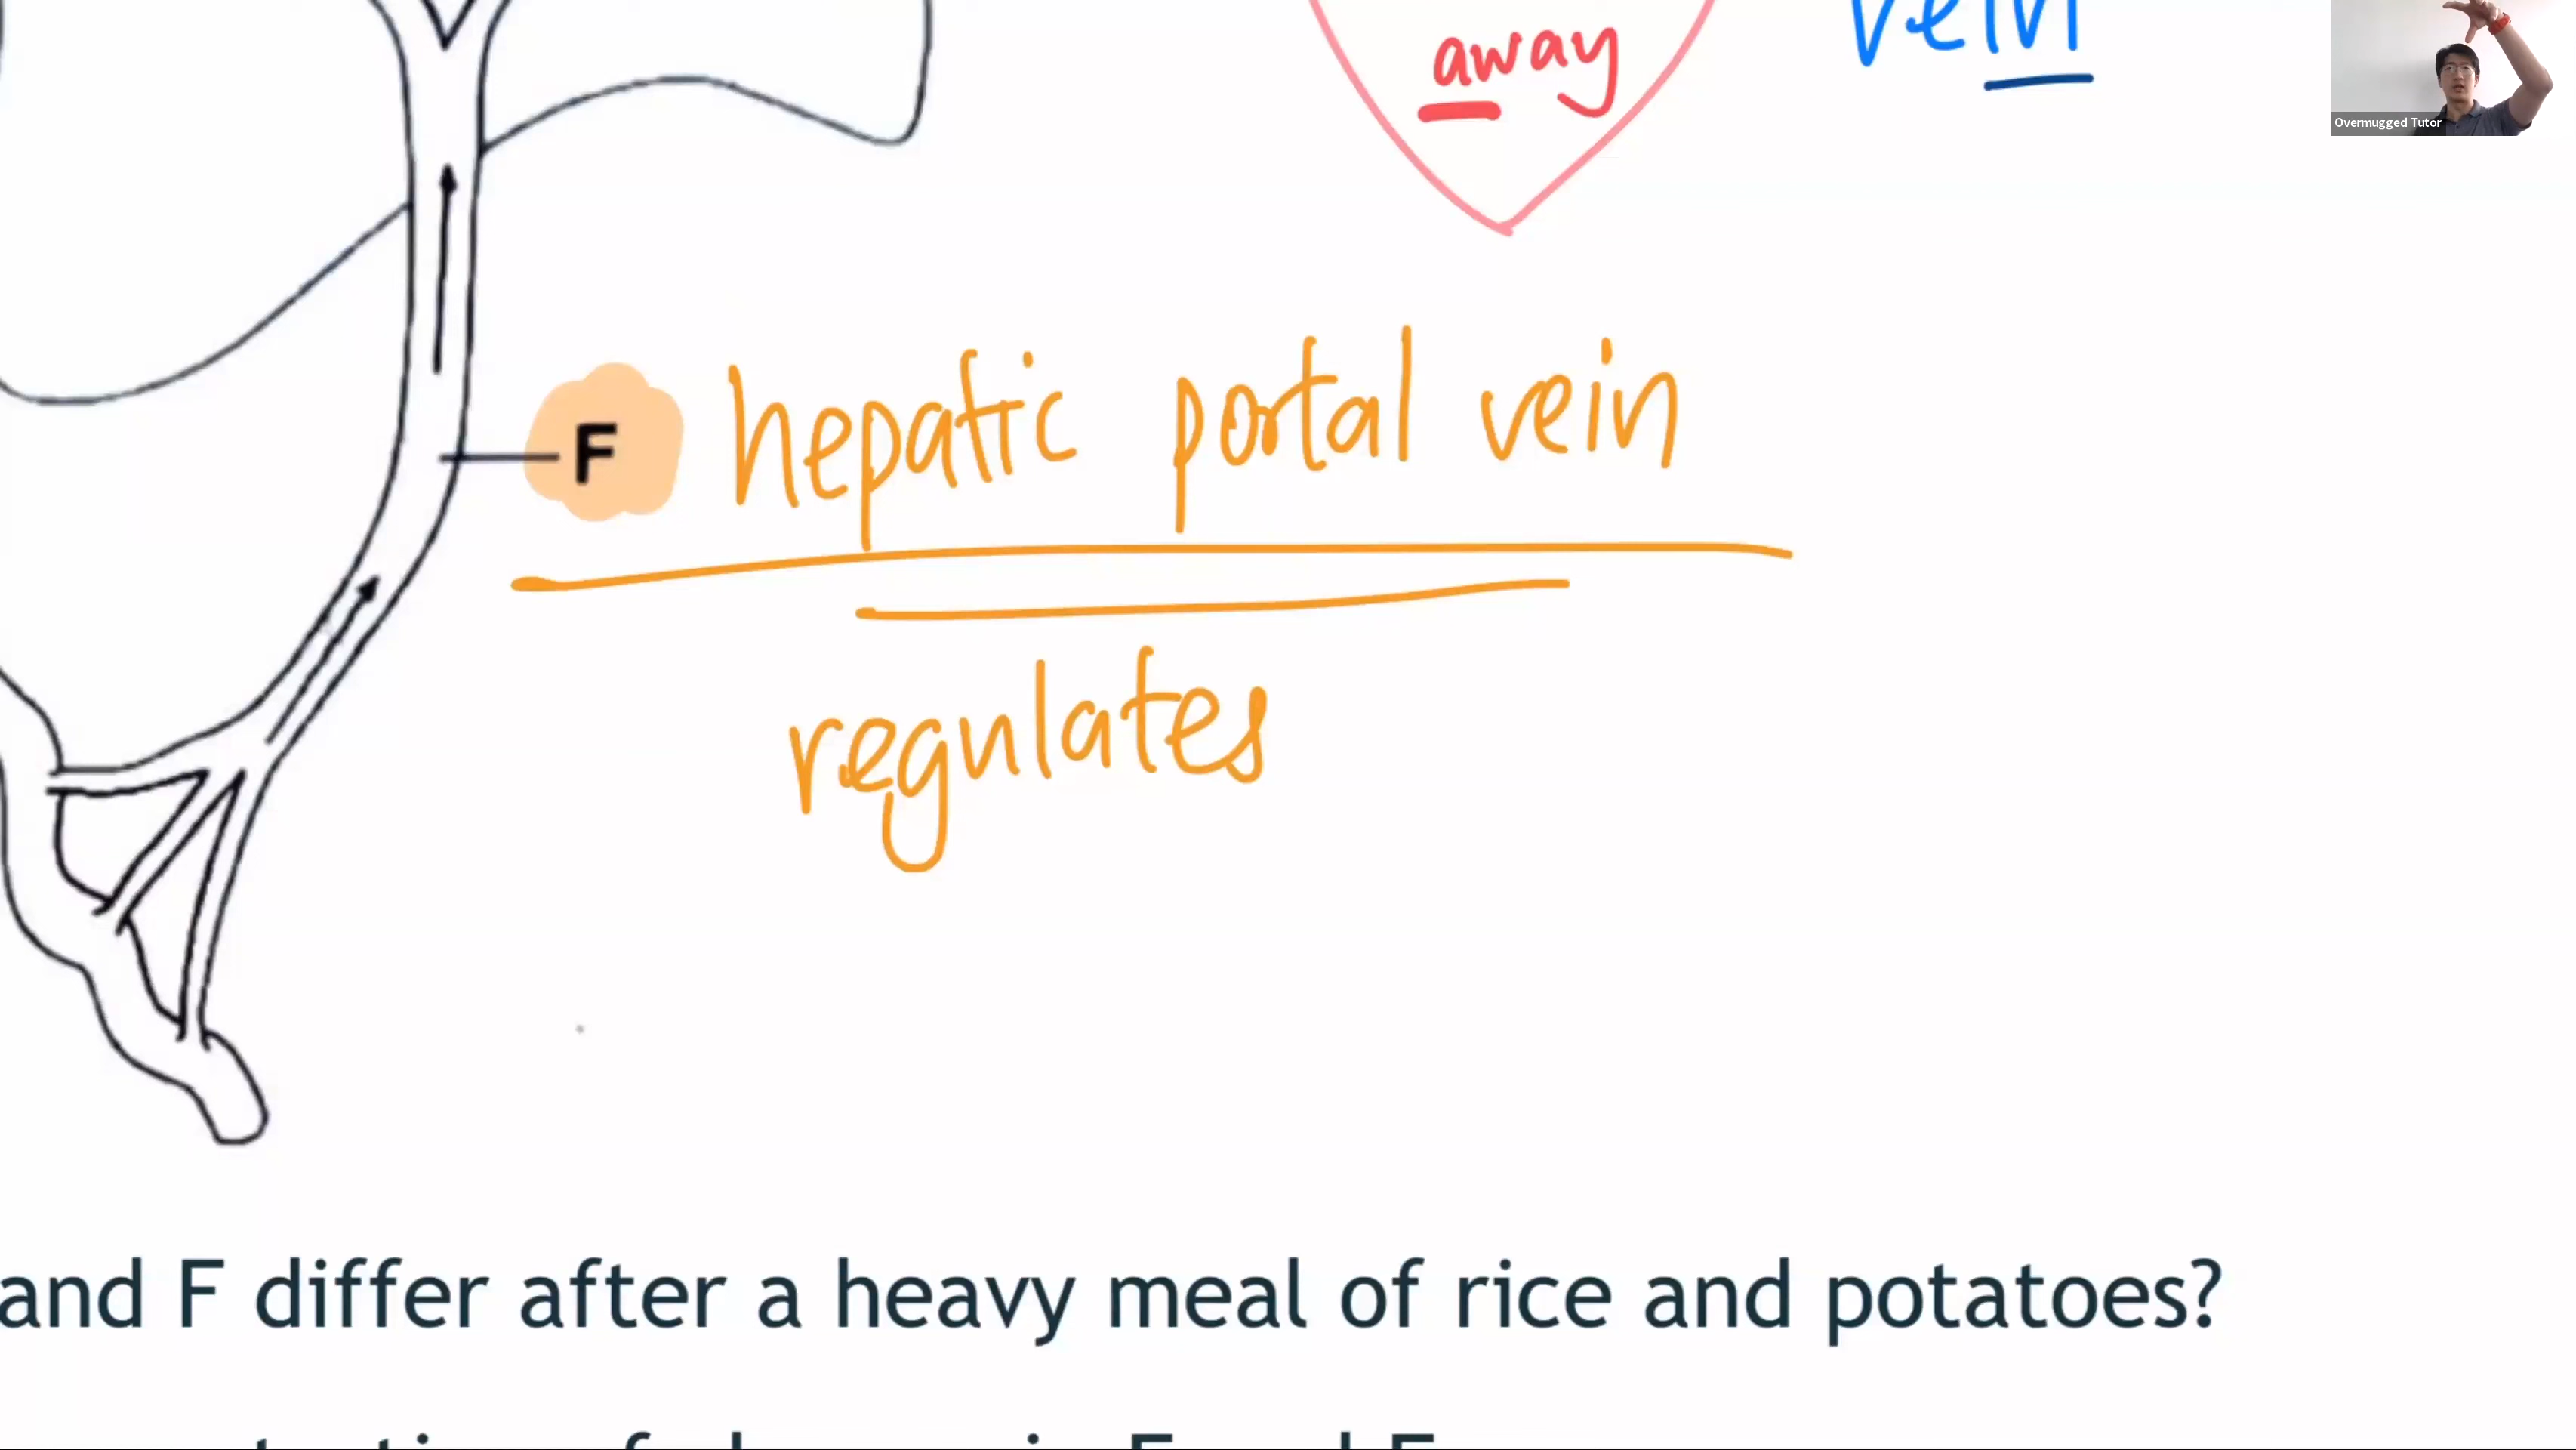 away
vein
Overmugged Tutor
F hepatic portal vein
regulates
and F differ after a heavy meal of rice and potatoes?